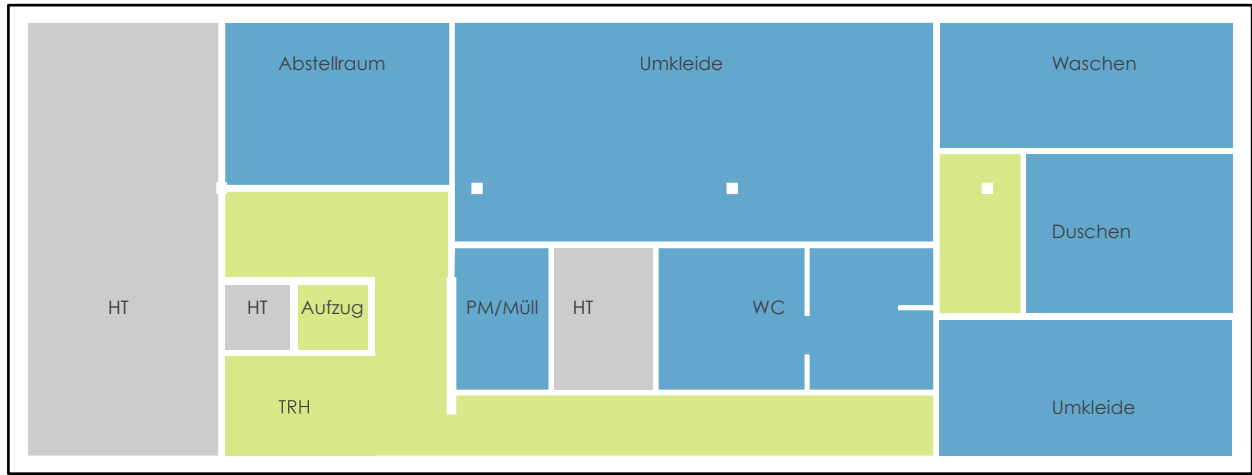 Abstellraum
Umkleide
Waschen
Duschen
HT
HT
Aufzug
PM/Müll
HT
WC
TRH
Umkleide